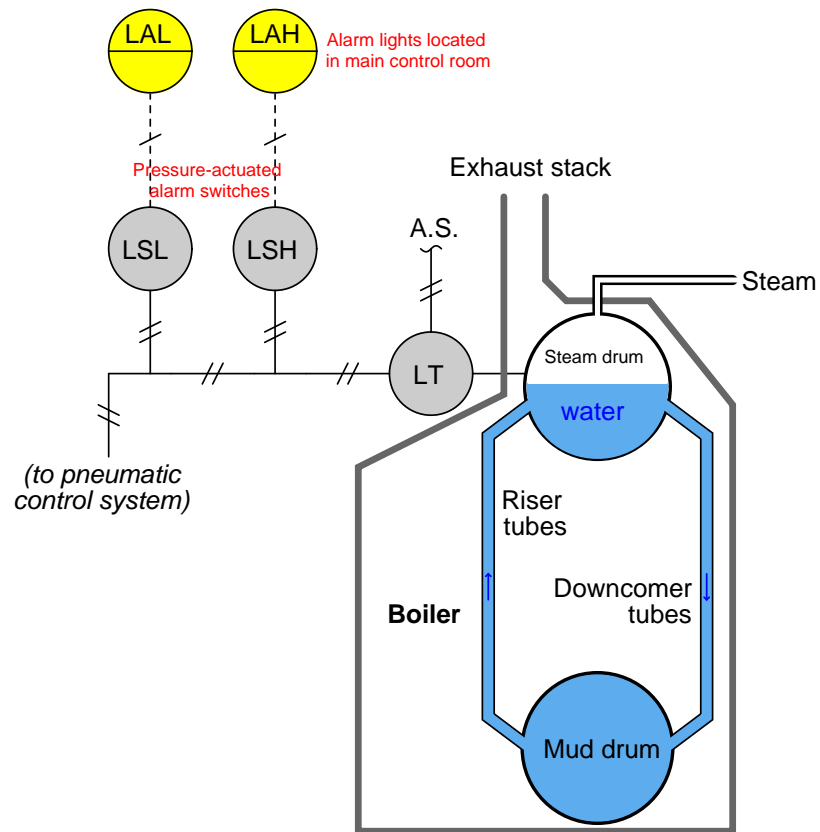 LAL
LAH
Alarm lights located
in main control room
Pressure-actuated
alarm switches
Exhaust stack
LSL
LSH
A.S.
Steam
Steam drum
LT
water
(to pneumatic
control system)
Riser
tubes
Downcomer
tubes
Boiler
Mud drum